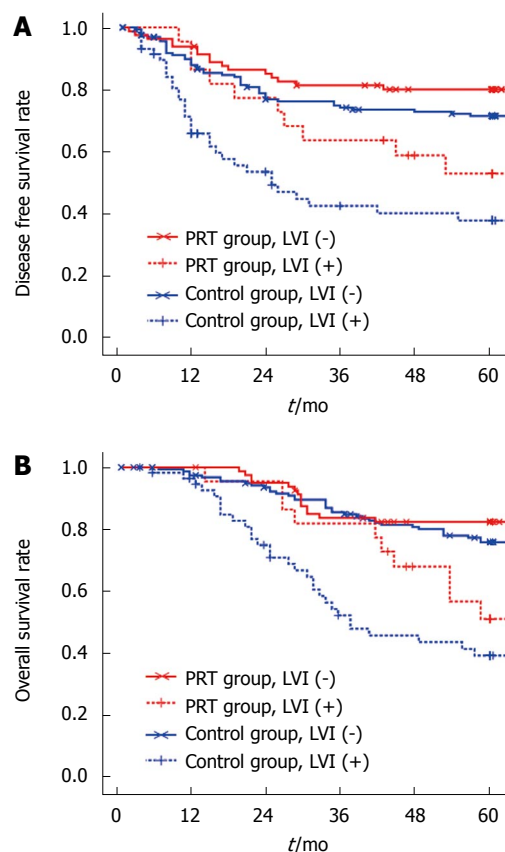 A
Disease free survival rate
1.0
0.8
0.6
0.4
0.2
0.0
PRT group, LVI (-)
PRT group, LVI (+)
Control group, LVI (-)
Control group, LVI (+)
0 12 24 36 48 60
t/mo
B
Overall survival rate
1.0
0.8
0.6
0.4
0.2
0.0
PRT group, LVI (-)
PRT group, LVI (+)
Control group, LVI (-)
Control group, LVI (+)
0 12 24 36 48 60
t/mo